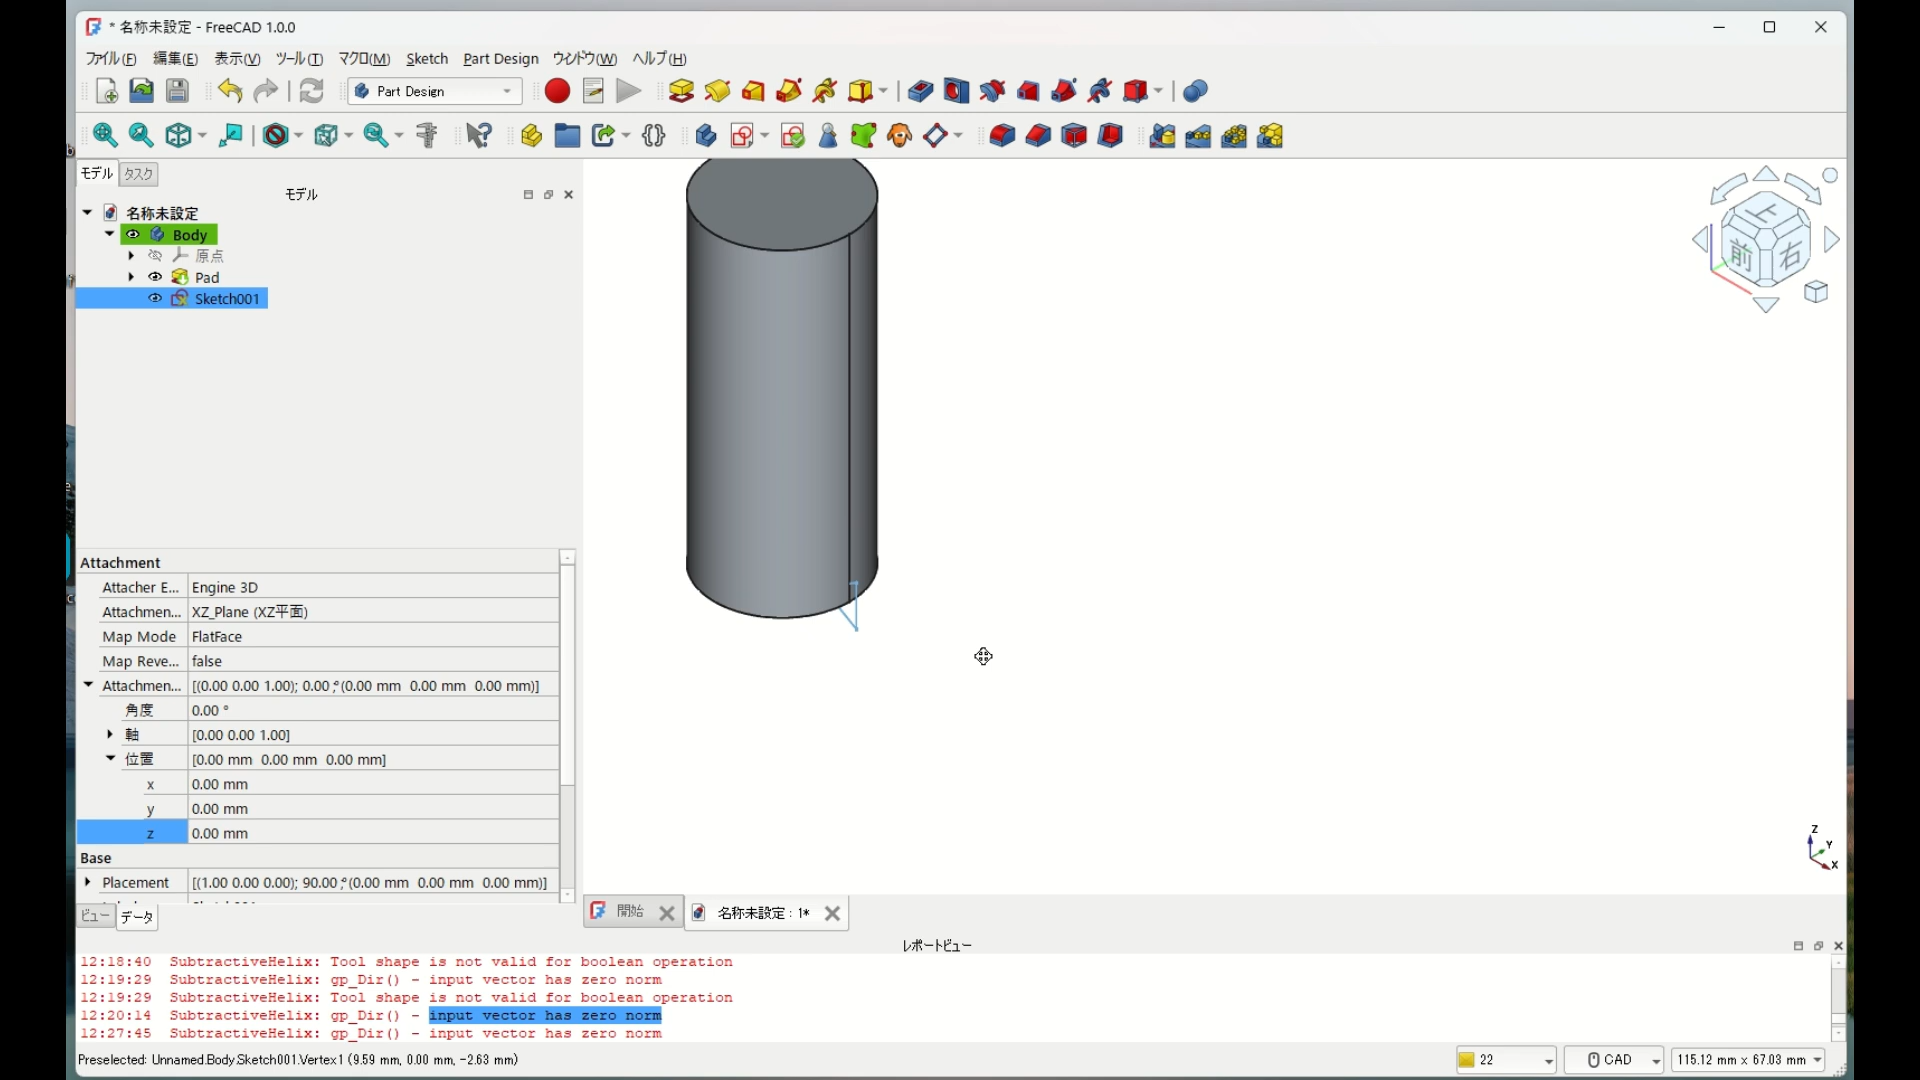 * 名称未設定 - FreeCAD 1.0.0
ファイル(F) 編集(E) 表示(V) ツール(T) マクロ(M) Sketch Part Design ウィンドウ(W) ヘルプ(H)
Part Design
モデル タスク
モデル
名称未設定
Body
原点
Pad
Sketch001
上
前
右
Attachment
Attacher E... Engine 3D
Attachmen... XZ_Plane (XZ平面)
Map Mode FlatFace
Map Reve... false
Attachmen... [(0.00 0.00 1.00); 0.00 °; (0.00 mm 0.00 mm 0.00 mm)]
角度 0.00 °
軸 [0.00 0.00 1.00]
位置 [0.00 mm 0.00 mm 0.00 mm]
x 0.00 mm
y 0.00 mm
z 0.00 mm
Base
Placement [(1.00 0.00 0.00); 90.00 °; (0.00 mm 0.00 mm 0.00 mm)]
Z
Y
X
ビュー データ
開始 名称未設定 : 1*
レポートビュー
12:18:40 SubtractiveHelix: Tool shape is not valid for boolean operation
12:19:29 SubtractiveHelix: gp_Dir() - input vector has zero norm
12:19:29 SubtractiveHelix: Tool shape is not valid for boolean operation
12:20:14 SubtractiveHelix: gp_Dir() - input vector has zero norm
12:27:45 SubtractiveHelix: gp_Dir() - input vector has zero norm
Preselected: Unnamed.Body.Sketch001.Vertex1 (9.59 mm, 0.00 mm, -2.63 mm)
22 CAD 115.12 mm x 67.03 mm